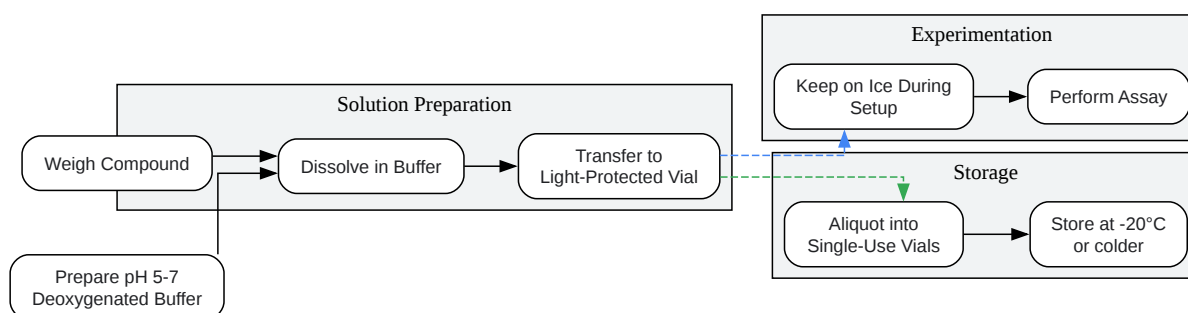 Experimentation
Keep on Ice During
Setup
Perform Assay
Solution Preparation
Weigh Compound
Dissolve in Buffer
Transfer to
Light-Protected Vial
Storage
Aliquot into
Single-Use Vials
Store at -20°C
or colder
Prepare pH 5-7
Deoxygenated Buffer